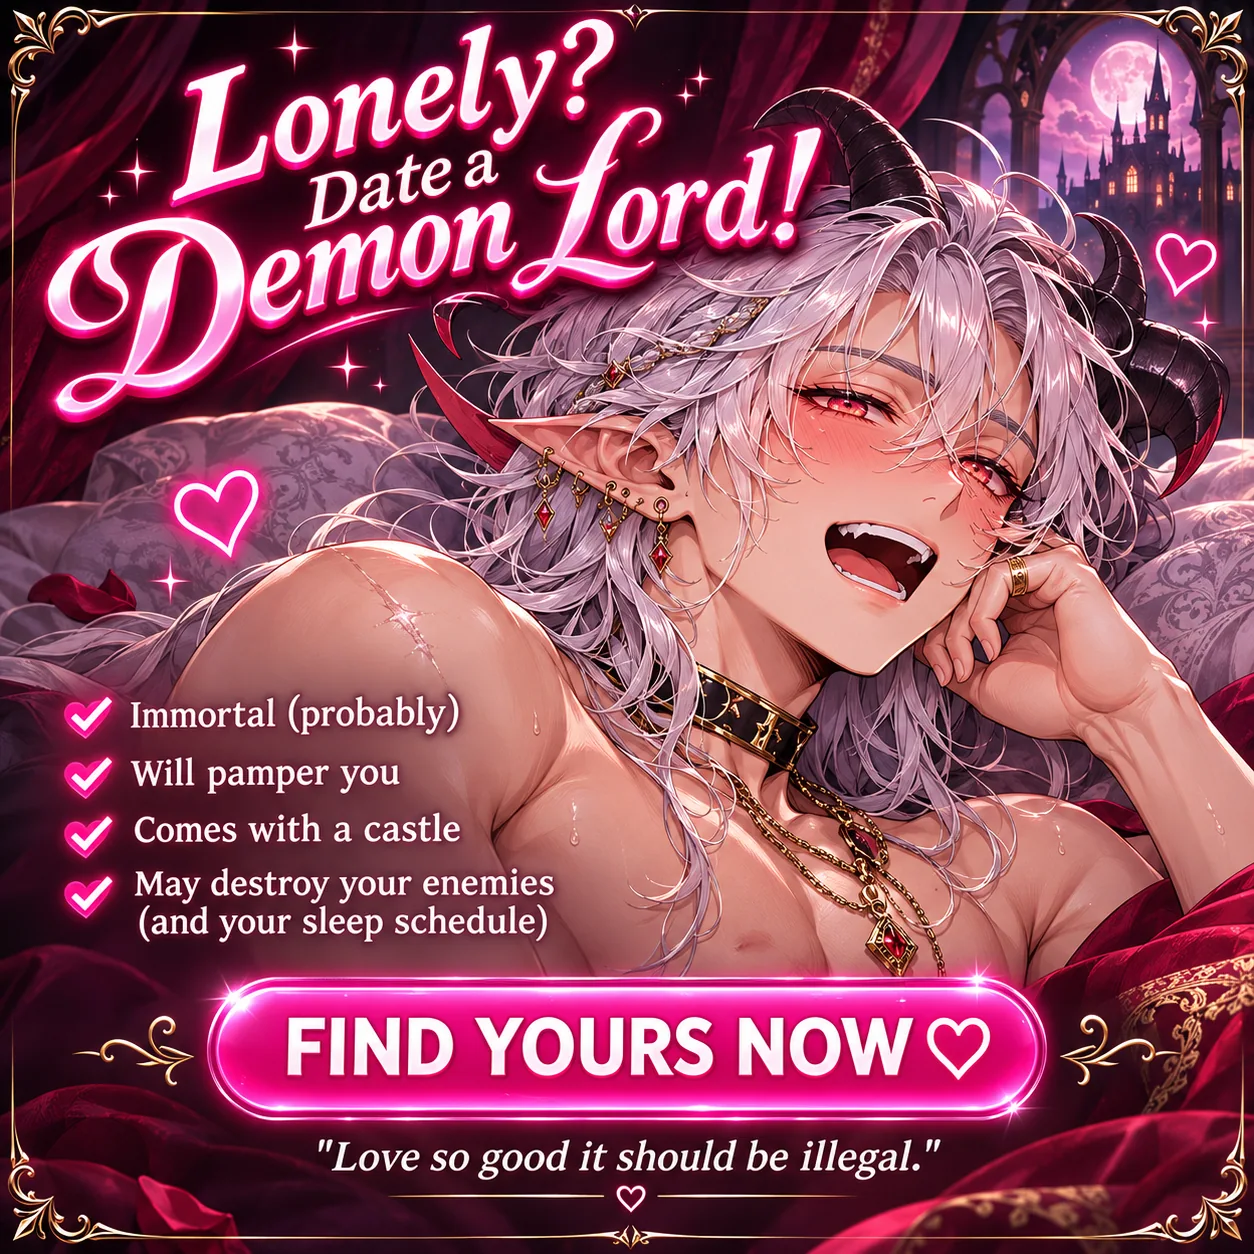 Lonely?
Date a
Demon Lord!
Immortal (probably)
Will pamper you
Comes with a castle
May destroy your enemies
(and your sleep schedule)
FIND YOURS NOW♡
"Love so good it should be illegal."